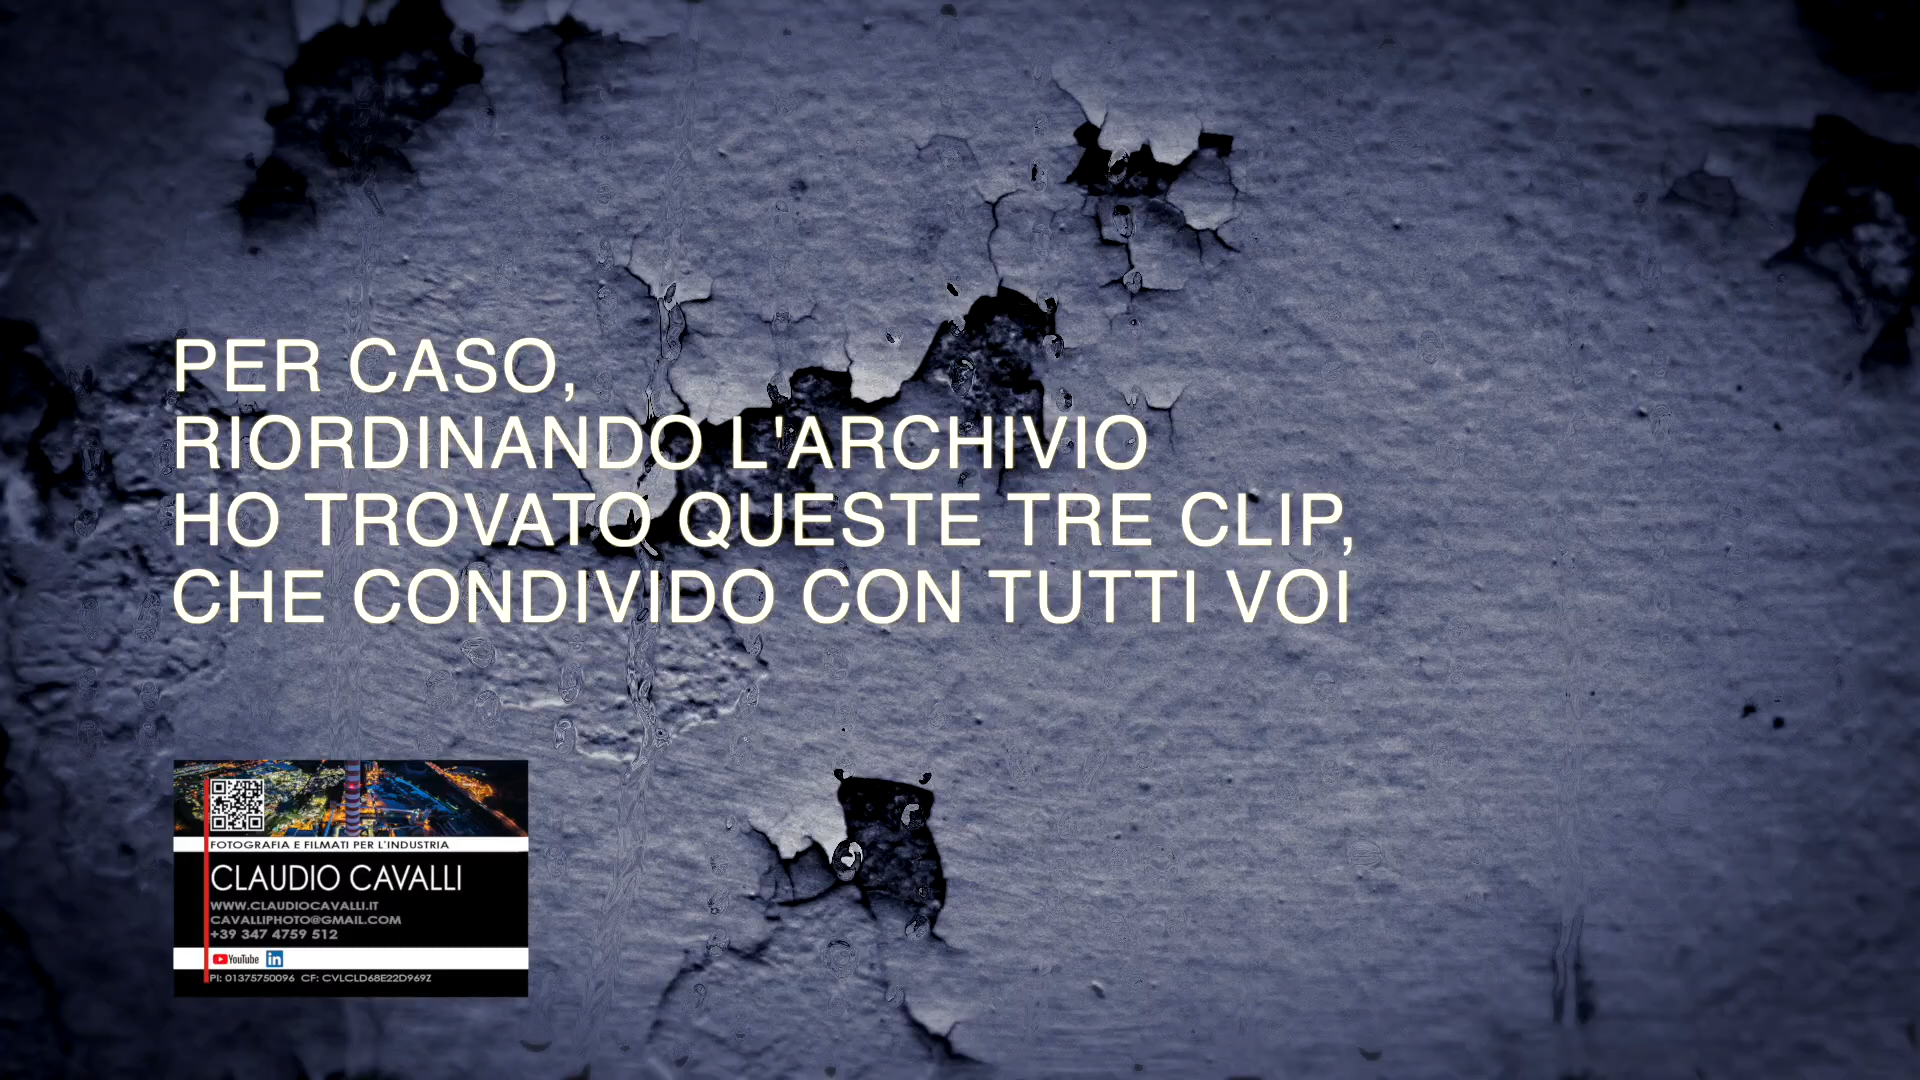 PER CASO,
RIORDINANDO L'ARCHIVIO
HO TROVATO QUESTE TRE CLIP,
CHE CONDIVIDO CON TUTTI VOI
FOTOGRAFIA E FILMATI PER L'INDUSTRIA
CLAUDIO CAVALLI
WWW.CLAUDIOCAVALLI.IT
CAVALLIPHOTO@GMAIL.COM
+39 347 4759 512
YouTube in
PI: 01375750096 CF: CVLCLD68E22D969Z